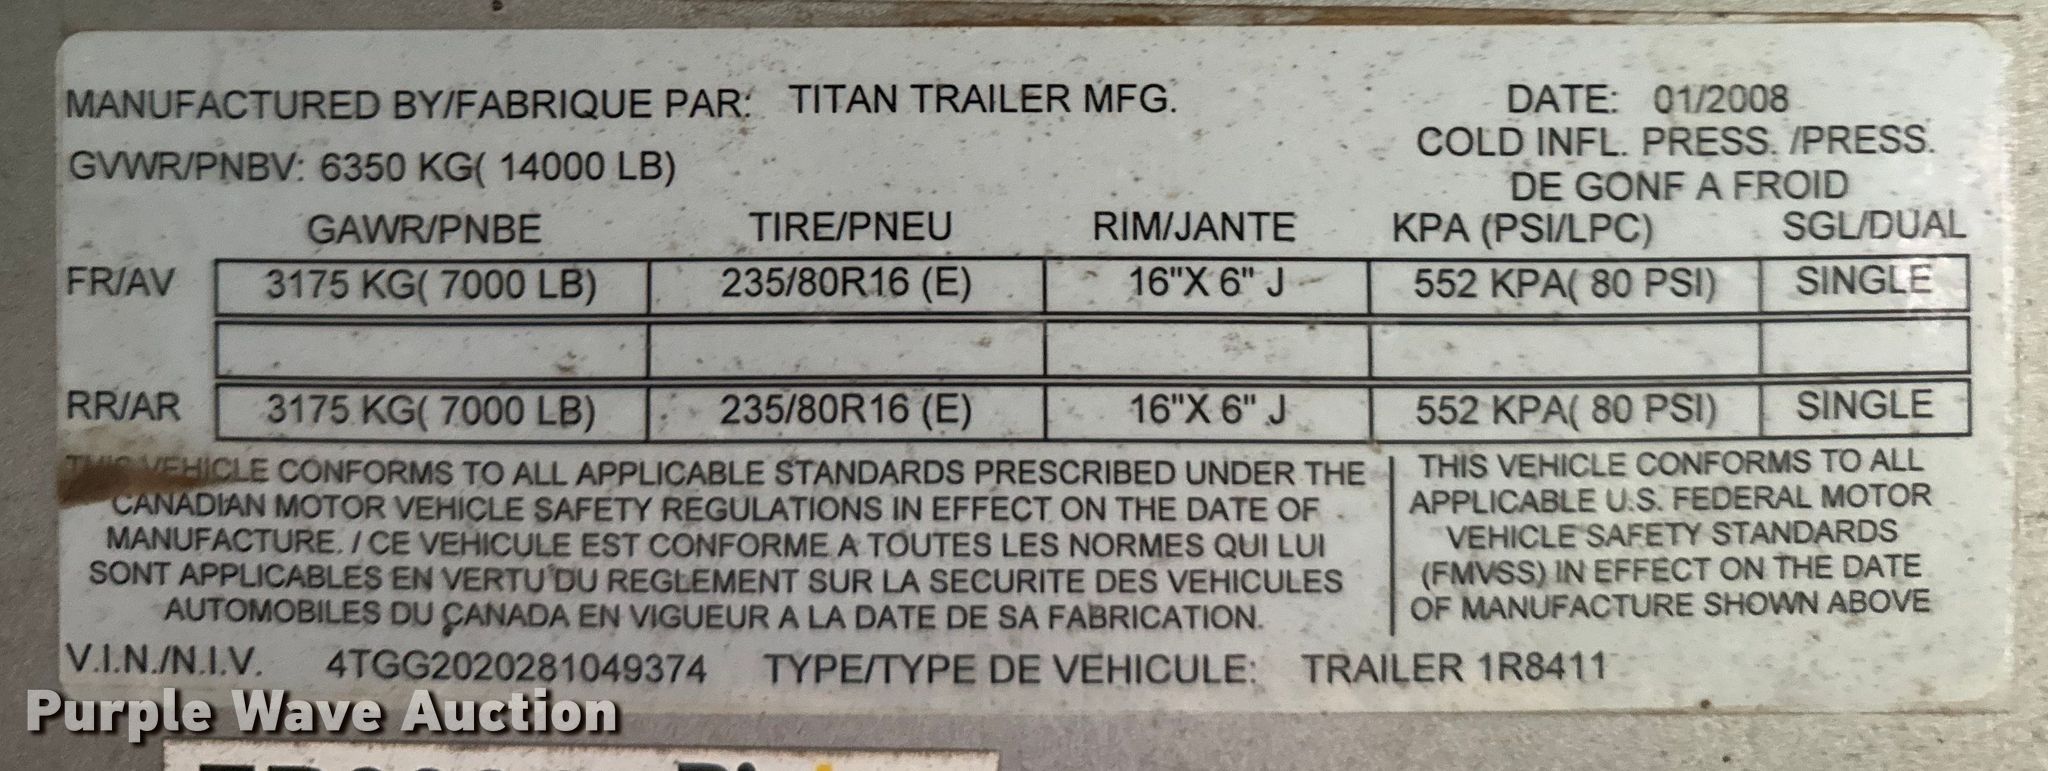 MANUFACTURED BY/FABRIQUE PAR: TITAN TRAILER MFG. DATE: 01/2008
GVWR/PNBV: 6350 KG( 14000 LB) COLD INFL. PRESS. /PRESS.
DE GONF A FROID
GAWR/PNBE TIRE/PNEU RIM/JANTE KPA (PSI/LPC) SGL/DUAL
FR/AV 3175 KG( 7000 LB) 235/80R16 (E) 16"X 6" J 552 KPA( 80 PSI) SINGLE
RR/AR 3175 KG( 7000 LB) 235/80R16 (E) 16"X 6" J 552 KPA( 80 PSI) SINGLE
THIS VEHICLE CONFORMS TO ALL APPLICABLE STANDARDS PRESCRIBED UNDER THE
CANADIAN MOTOR VEHICLE SAFETY REGULATIONS IN EFFECT ON THE DATE OF
MANUFACTURE. / CE VEHICULE EST CONFORME A TOUTES LES NORMES QUI LUI
SONT APPLICABLES EN VERTU DU REGLEMENT SUR LA SECURITE DES VEHICULES
AUTOMOBILES DU CANADA EN VIGUEUR A LA DATE DE SA FABRICATION.
THIS VEHICLE CONFORMS TO ALL
APPLICABLE U.S. FEDERAL MOTOR
VEHICLE SAFETY STANDARDS
(FMVSS) IN EFFECT ON THE DATE
OF MANUFACTURE SHOWN ABOVE
V.I.N./N.I.V. 4TGG2020281049374 TYPE/TYPE DE VEHICULE: TRAILER 1R8411
Purple Wave Auction